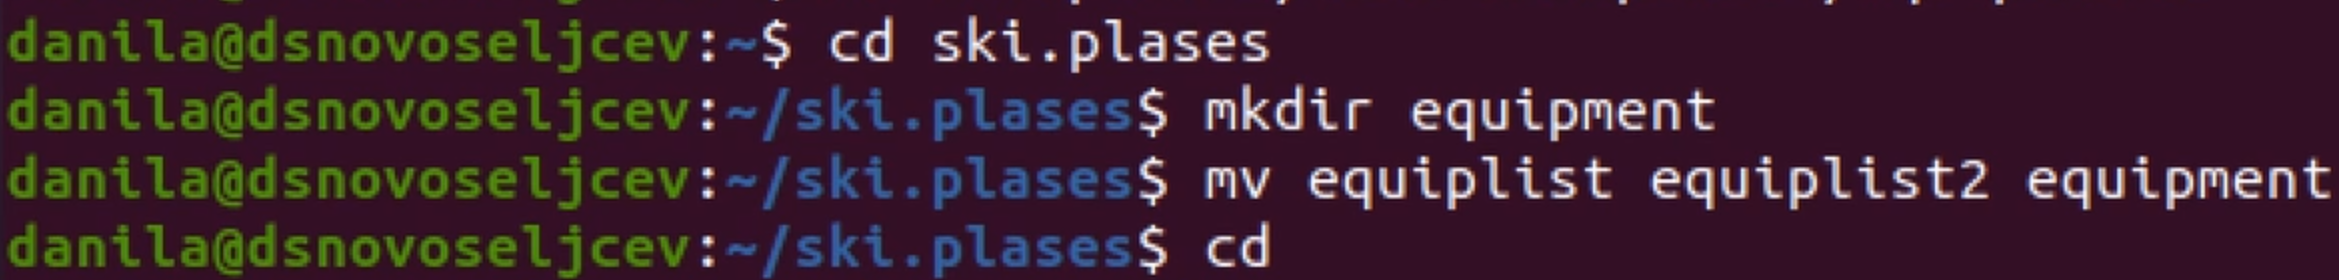 danila@dsnovoseljcev:~$ cd ski.plases
danila@dsnovoseljcev:~/ski.plases$ mkdir equipment
danila@dsnovoseljcev:~/ski.plases$ mv equiplist equiplist2 equipment
danila@dsnovoseljcev:~/ski.plases$ cd